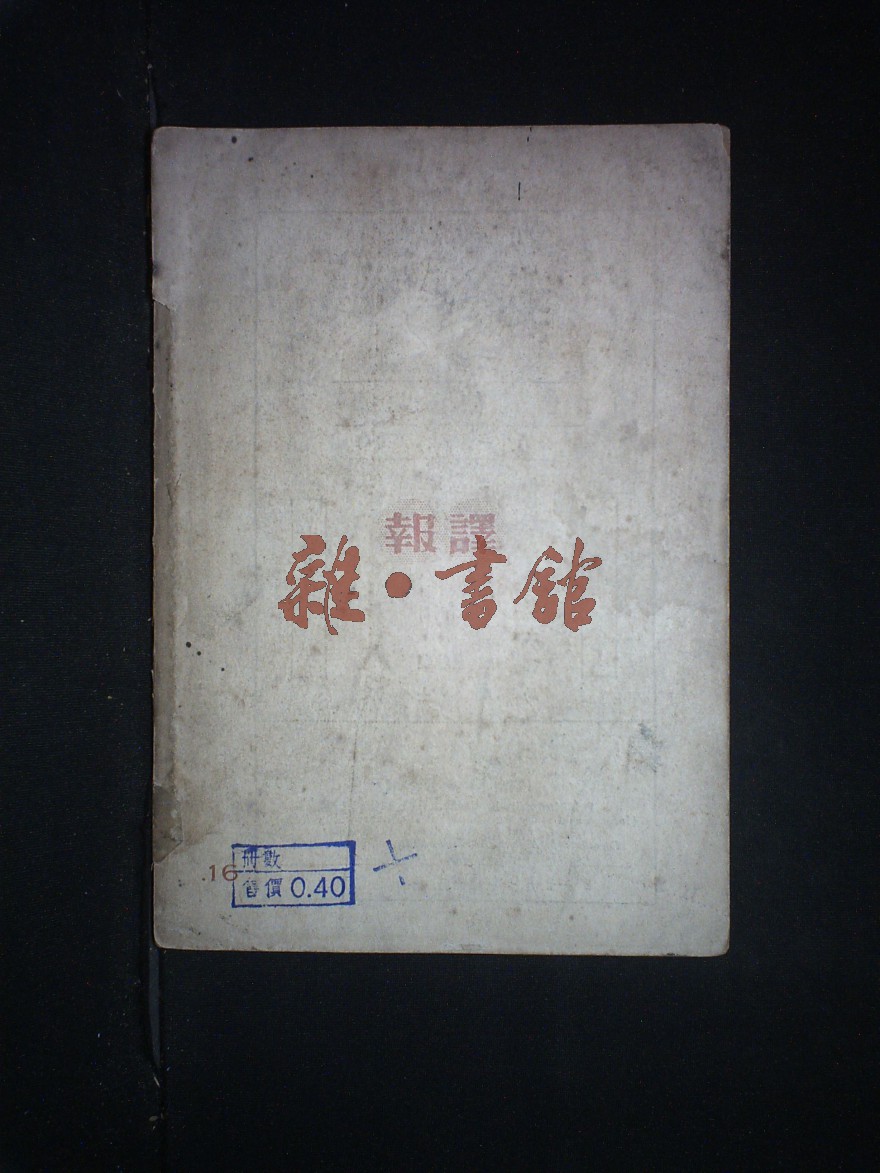 報譯
雜•書館
.16
冊數
售價 0.40